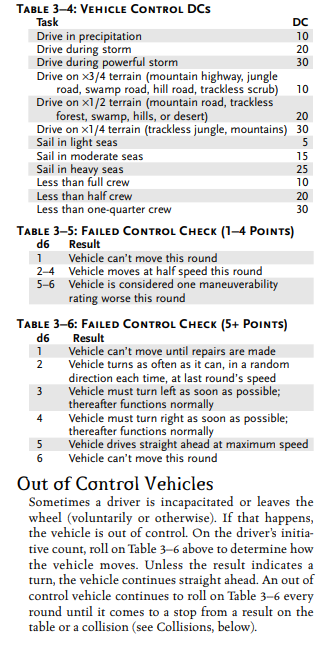 TABLE 3–4: VEHICLE CONTROL DCS
Task DC
Drive in precipitation 10
Drive during storm 20
Drive during powerful storm 30
Drive on ×3/4 terrain (mountain highway, jungle
road, swamp road, hill road, trackless scrub) 10
Drive on ×1/2 terrain (mountain road, trackless
forest, swamp, hills, or desert) 20
Drive on ×1/4 terrain (trackless jungle, mountains) 30
Sail in light seas 5
Sail in moderate seas 15
Sail in heavy seas 25
Less than full crew 10
Less than half crew 20
Less than one-quarter crew 30
TABLE 3–5: FAILED CONTROL CHECK (1–4 POINTS)
d6 Result
1 Vehicle can’t move this round
2–4 Vehicle moves at half speed this round
5–6 Vehicle is considered one maneuverability
rating worse this round
TABLE 3–6: FAILED CONTROL CHECK (5+ POINTS)
d6 Result
1 Vehicle can’t move until repairs are made
2 Vehicle turns as often as it can, in a random
direction each time, at last round’s speed
3 Vehicle must turn left as soon as possible;
thereafter functions normally
4 Vehicle must turn right as soon as possible;
thereafter functions normally
5 Vehicle drives straight ahead at maximum speed
6 Vehicle can’t move this round
Out of Control Vehicles
Sometimes a driver is incapacitated or leaves the
wheel (voluntarily or otherwise). If that happens,
the vehicle is out of control. On the driver’s initia-
tive count, roll on Table 3–6 above to determine how
the vehicle moves. Unless the result indicates a
turn, the vehicle continues straight ahead. An out of
control vehicle continues to roll on Table 3–6 every
round until it comes to a stop from a result on the
table or a collision (see Collisions, below).